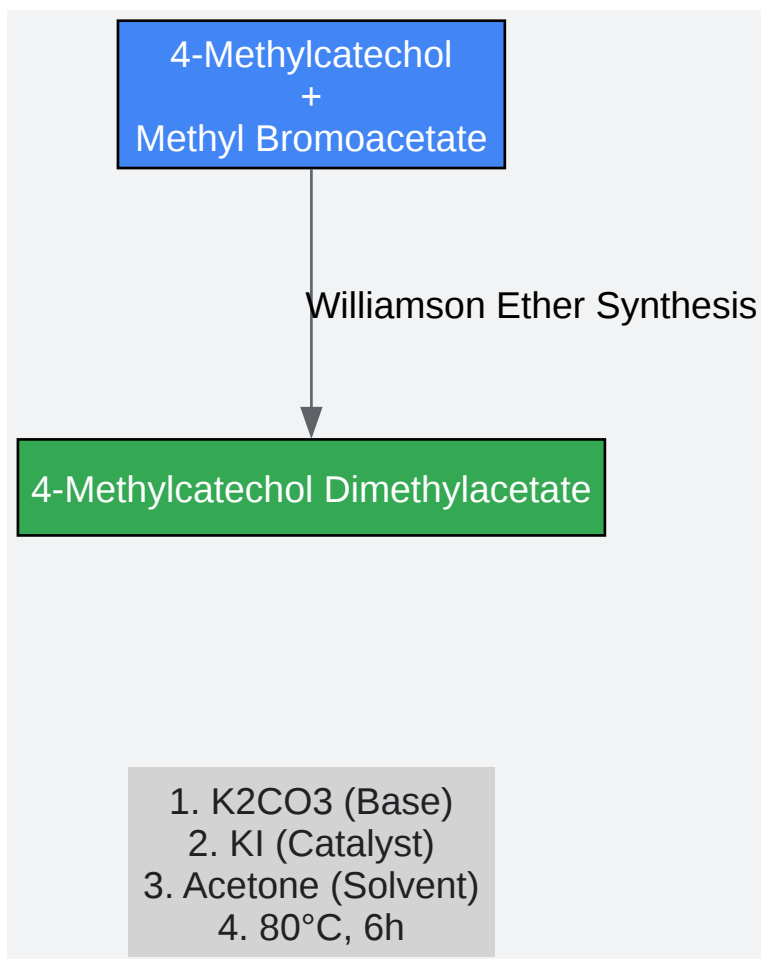 4-Methylcatechol
+
Methyl Bromoacetate
Williamson Ether Synthesis
4-Methylcatechol Dimethylacetate
1. K2CO3 (Base)
2. KI (Catalyst)
3. Acetone (Solvent)
4. 80°C, 6h